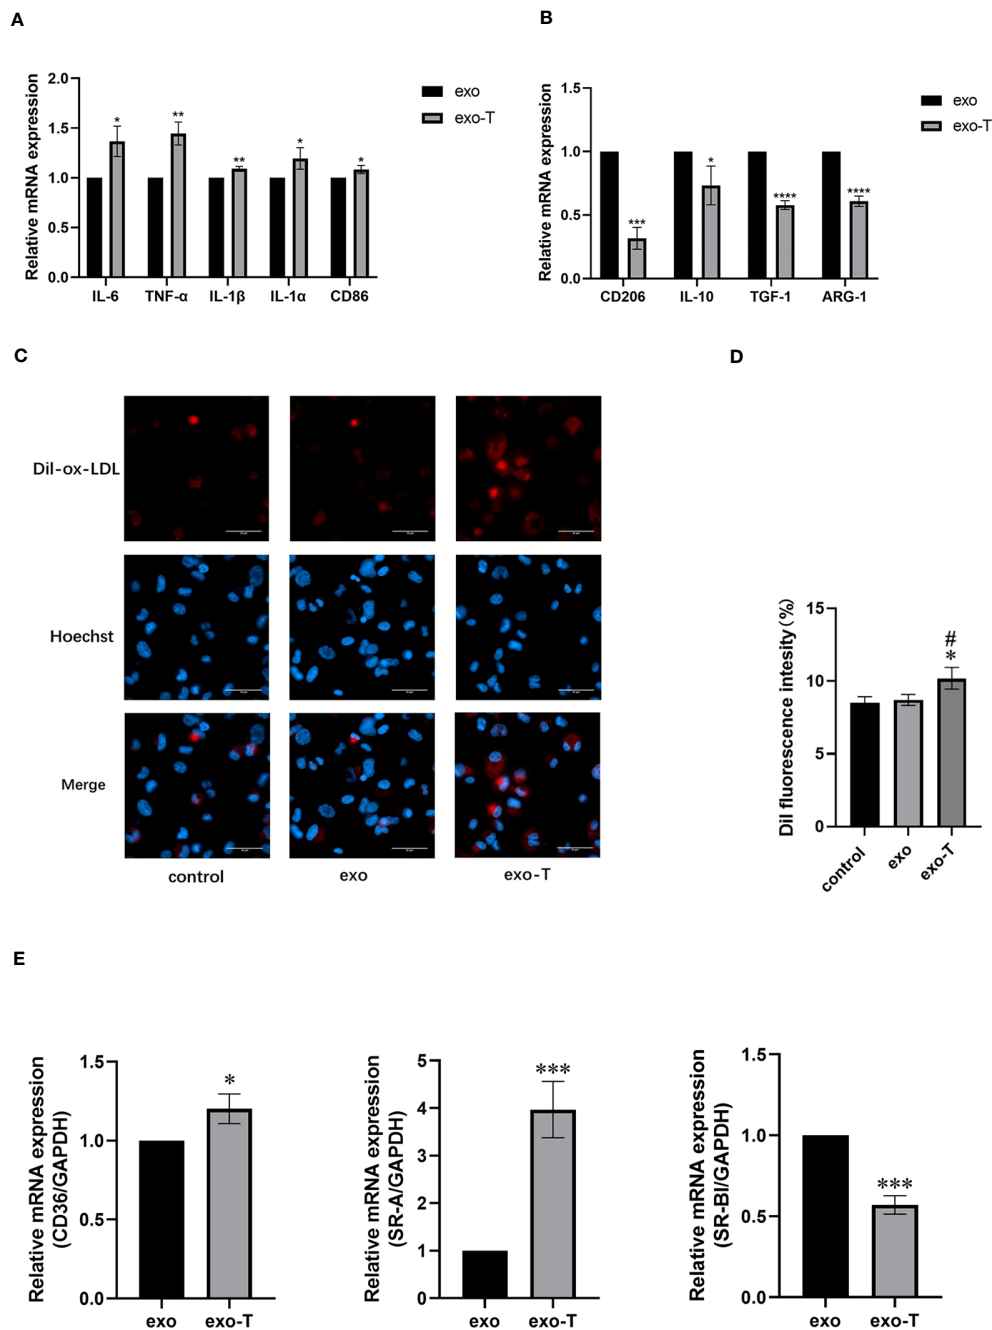 A
Relative mRNA expression
2.0
1.5
1.0
0.5
0.0
*
**
**
*
*
IL-6 TNF-α IL-1β IL-1α CD86
exo
exo-T
B
Relative mRNA expression
1.5
1.0
0.5
0.0
***
*
****
****
CD206 IL-10 TGF-1 ARG-1
exo
exo-T
C
Dil-ox-LDL
Hoechst
Merge
control exo exo-T
D
Dil fluorescence intesity (%)
15
10
5
0
#
*
control exo exo-T
E
Relative mRNA expression
(CD36/GAPDH)
1.5
1.0
0.5
0.0
*
exo exo-T
Relative mRNA expression
(SR-A/GAPDH)
5
4
3
2
1
0
***
exo exo-T
Relative mRNA expression
(SR-BI/GAPDH)
1.5
1.0
0.5
0.0
***
exo exo-T